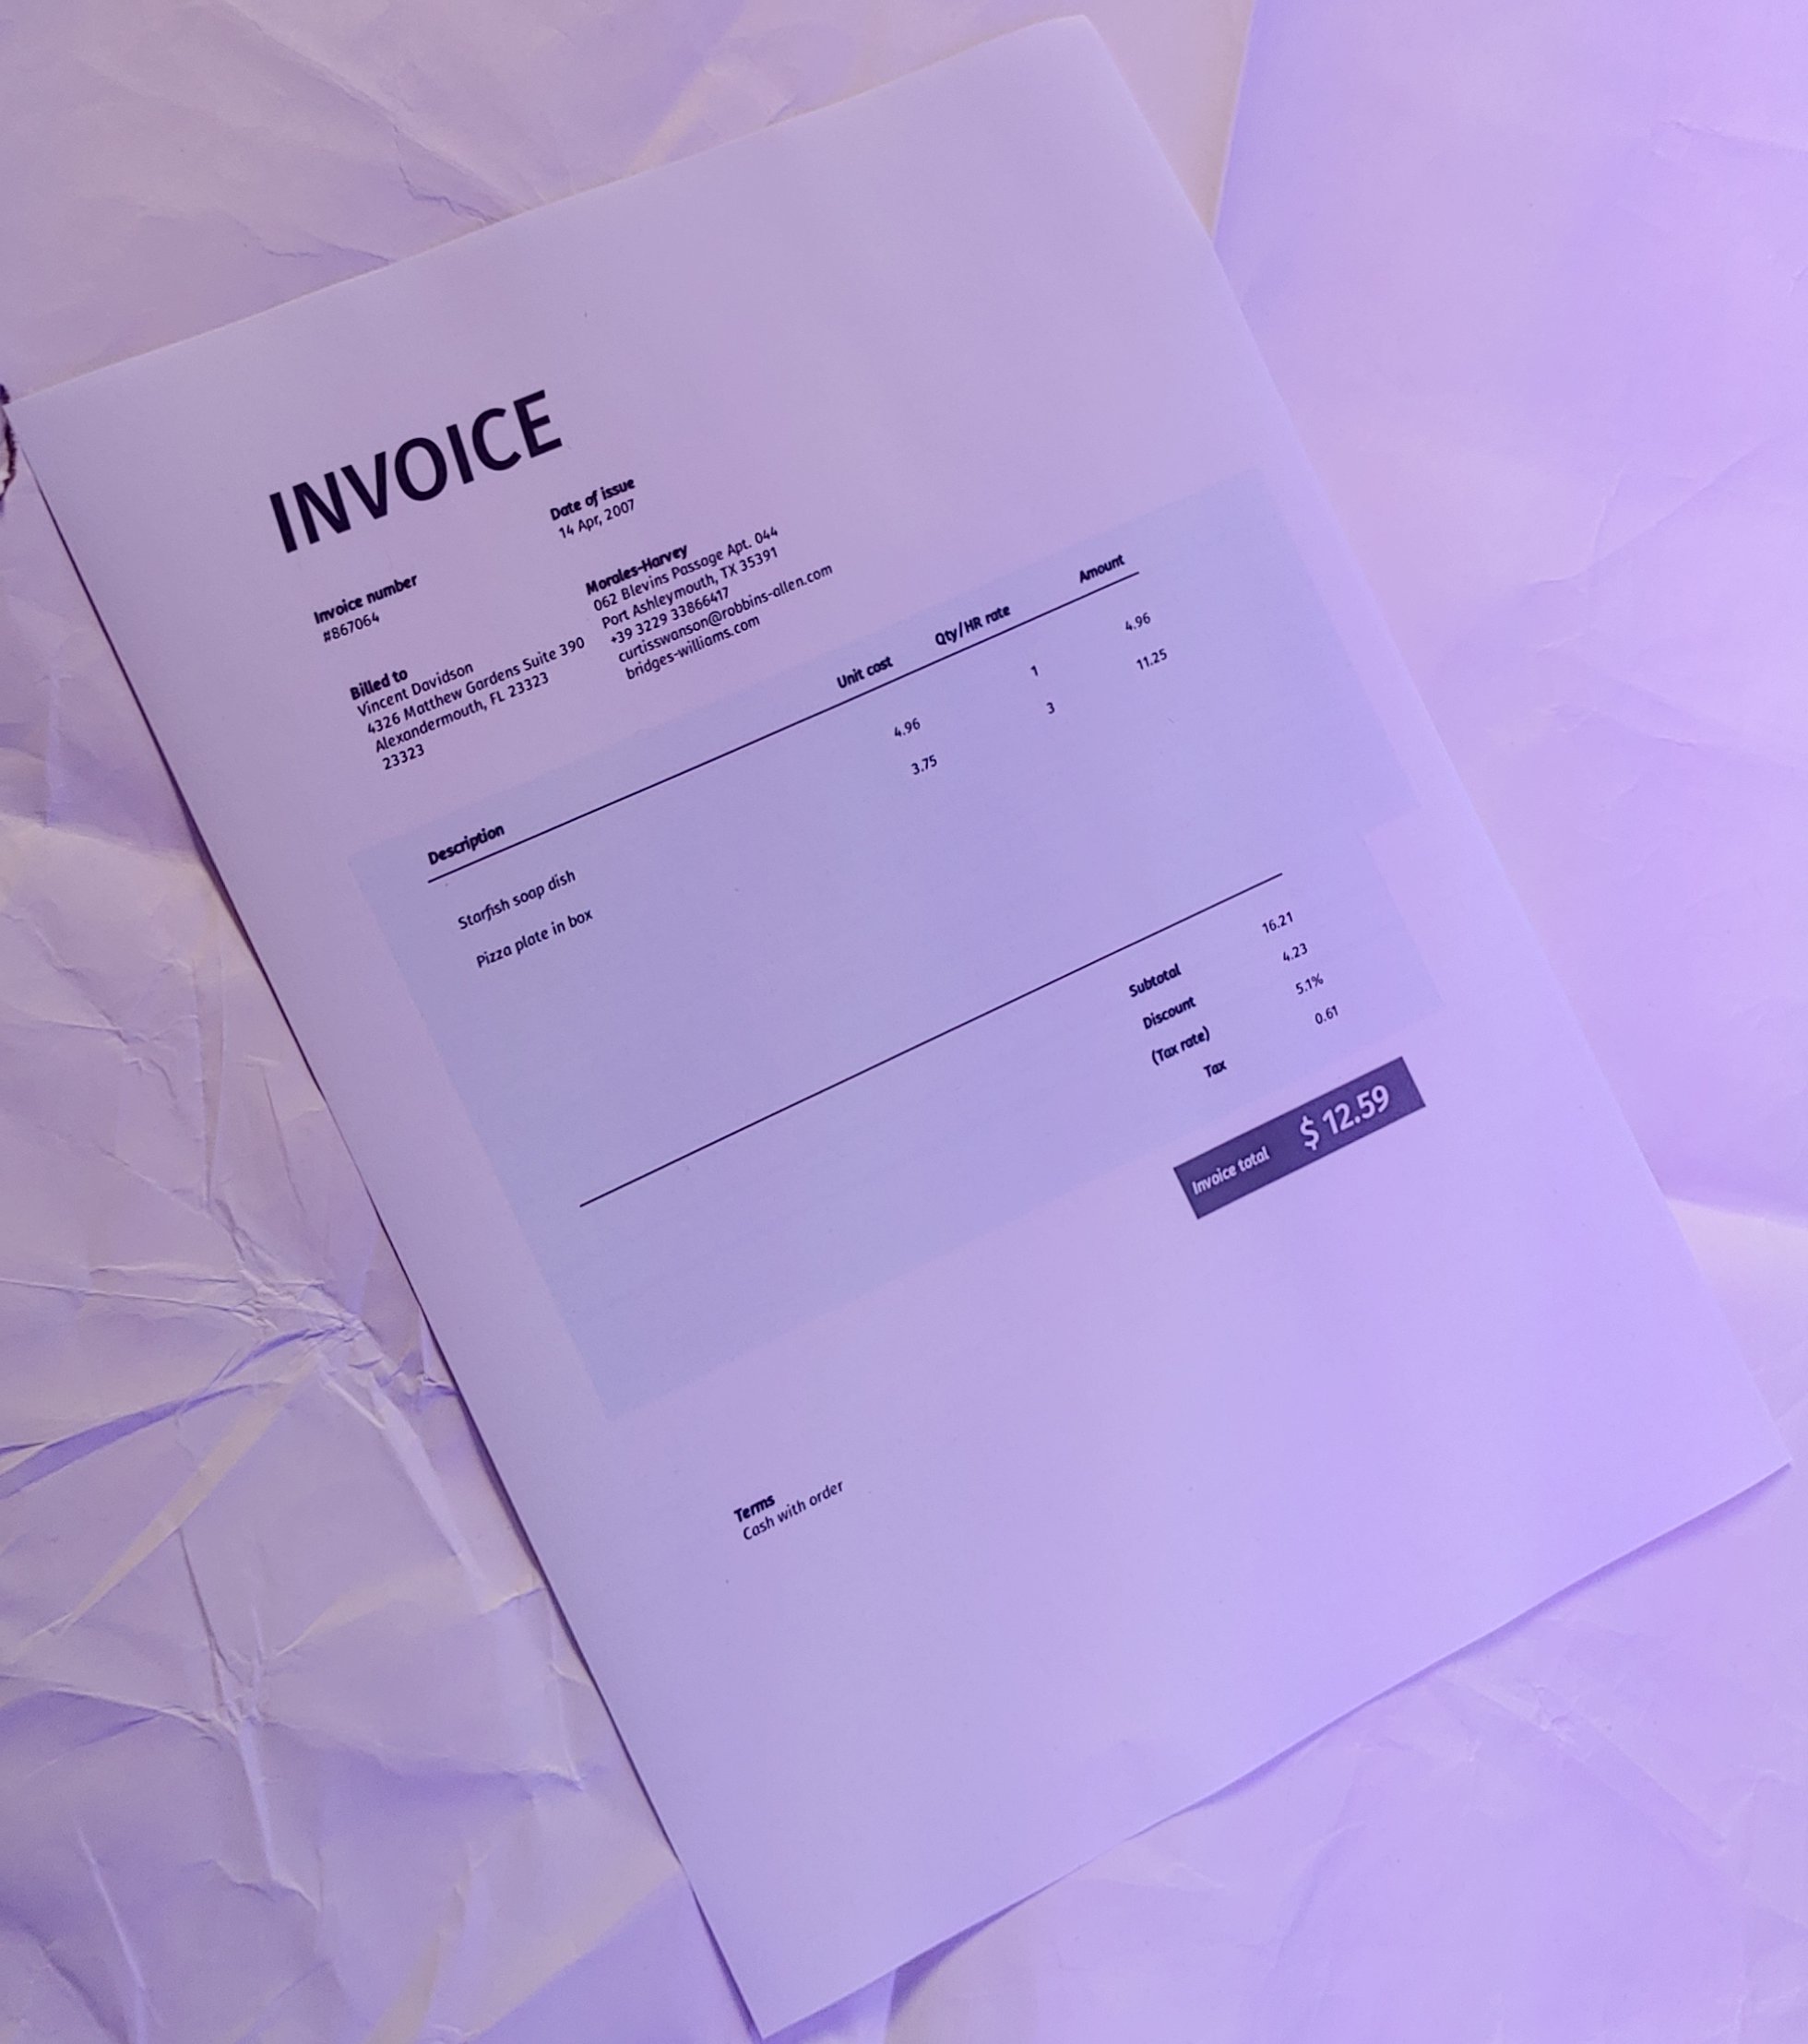 INVOICE
Invoice number
#867064
Date of issue
14 Apr, 2007
Billed to
Vincent Davidson
4326 Matthew Gardens Suite 390
Alexandermouth, FL 23323
23323
Morales-Harvey
062 Blevins Passage Apt. 044
Port Ashleymouth, TX 35391
+39 3229 33866417
curtisswanson@robbins-allen.com
bridges-williams.com
Description Unit cost Qty/HR rate Amount
Starfish soap dish 4.96 1 4.96
Pizza plate in box 3.75 3 11.25
Subtotal 16.21
Discount 4.23
(Tax rate) 5.1%
Tax 0.61
Invoice total $ 12.59
Terms
Cash with order